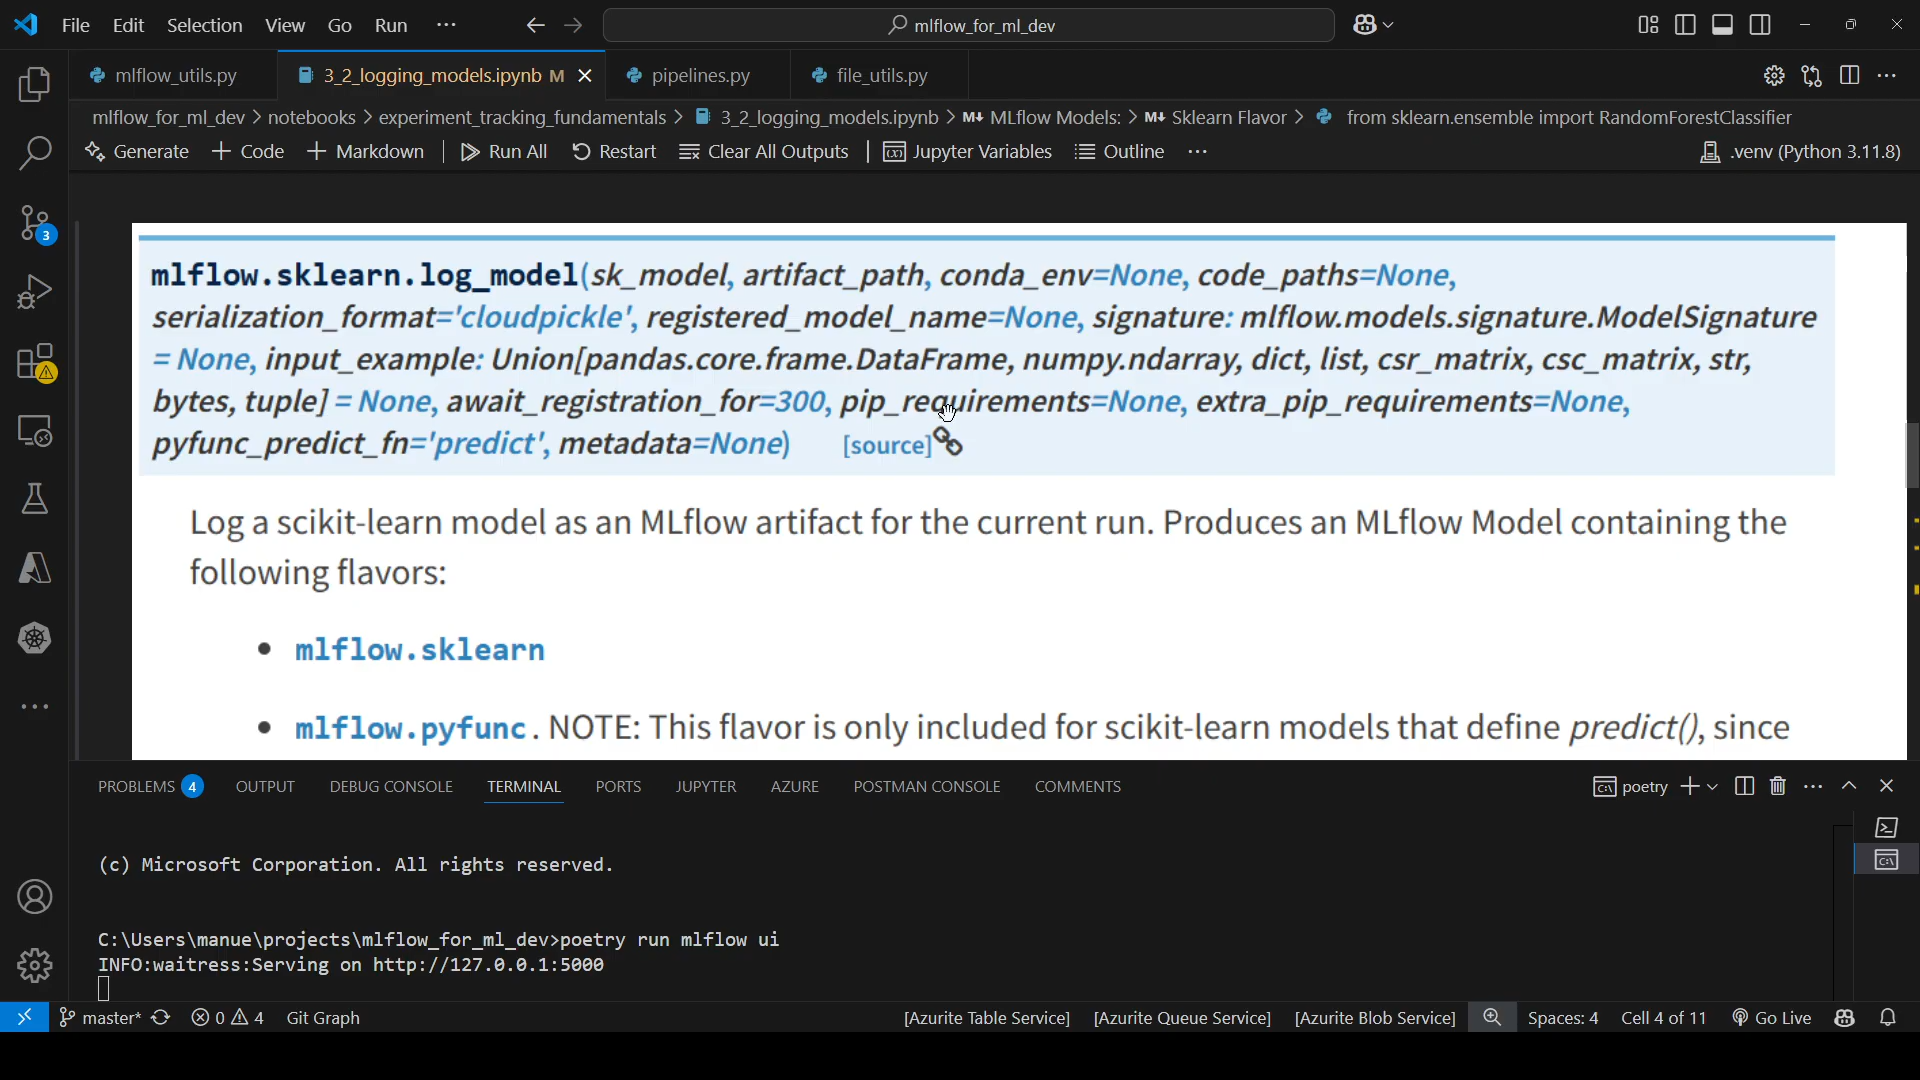 File Edit Selection View Go Run ··· mlflow_for_ml_dev
mlflow_utils.py 3_2_logging_models.ipynb M pipelines.py file_utils.py
mlflow_for_ml_dev > notebooks > experiment_tracking_fundamentals > 3_2_logging_models.ipynb > M↓ MLflow Models: > M↓ Sklearn Flavor > from sklearn.ensemble import RandomForestClassifier
Generate + Code + Markdown Run All Restart Clear All Outputs Jupyter Variables Outline ··· .venv (Python 3.11.8)
mlflow.sklearn.log_model(sk_model, artifact_path, conda_env=None, code_paths=None,
serialization_format='cloudpickle', registered_model_name=None, signature: mlflow.models.signature.ModelSignature
= None, input_example: Union[pandas.core.frame.DataFrame, numpy.ndarray, dict, list, csr_matrix, csc_matrix, str,
bytes, tuple] = None, await_registration_for=300, pip_requirements=None, extra_pip_requirements=None,
pyfunc_predict_fn='predict', metadata=None) [source]
Log a scikit-learn model as an MLflow artifact for the current run. Produces an MLflow Model containing the
following flavors:
• mlflow.sklearn
• mlflow.pyfunc. NOTE: This flavor is only included for scikit-learn models that define predict(), since
PROBLEMS 4 OUTPUT DEBUG CONSOLE TERMINAL PORTS JUPYTER AZURE POSTMAN CONSOLE COMMENTS poetry
(c) Microsoft Corporation. All rights reserved.
C:\Users\manue\projects\mlflow_for_ml_dev>poetry run mlflow ui
INFO:waitress:Serving on http://127.0.0.1:5000
master* 0 4 Git Graph [Azurite Table Service] [Azurite Queue Service] [Azurite Blob Service] Spaces: 4 Cell 4 of 11 Go Live
3